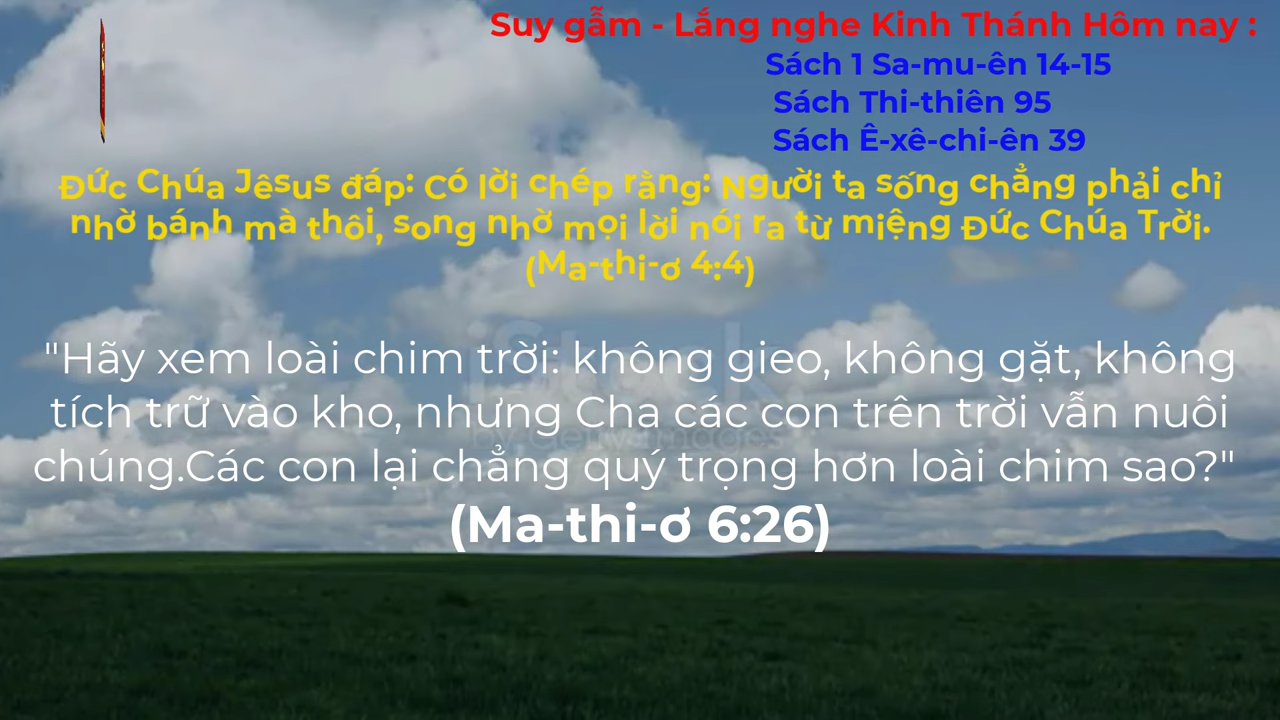 Suy gẫm - Lắng nghe Kinh Thánh Hôm nay :
Sách 1 Sa-mu-ên 14-15
Sách Thi-thiên 95
Sách Ê-xê-chi-ên 39
Đức Chúa Jêsus đáp: Có lời chép rằng: Người ta sống chẳng phải chỉ
nhờ bánh mà thôi, song nhờ mọi lời nói ra từ miệng Đức Chúa Trời.
(Ma-thi-ơ 4:4)
"Hãy xem loài chim trời: không gieo, không gặt, không
tích trữ vào kho, nhưng Cha các con trên trời vẫn nuôi
chúng.Các con lại chẳng quý trọng hơn loài chim sao?"
(Ma-thi-ơ 6:26)
iStock
by Getty Images